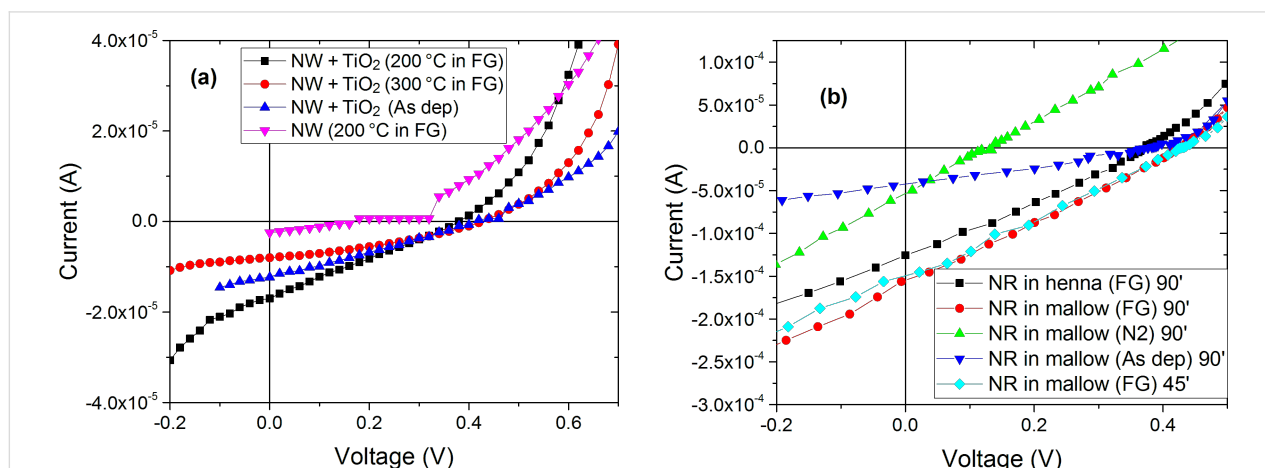 (a)
NW + TiO2 (200 °C in FG)
NW + TiO2 (300 °C in FG)
NW + TiO2 (As dep)
NW (200 °C in FG)
4.0x10-5
2.0x10-5
0.0
-2.0x10-5
-4.0x10-5
Current (A)
-0.2 0.0 0.2 0.4 0.6
Voltage (V)
(b)
1.0x10-4
5.0x10-5
0.0
-5.0x10-5
-1.0x10-4
-1.5x10-4
-2.0x10-4
-2.5x10-4
-3.0x10-4
Current (A)
NR in henna (FG) 90'
NR in mallow (FG) 90'
NR in mallow (N2) 90'
NR in mallow (As dep) 90'
NR in mallow (FG) 45'
-0.2 0.0 0.2 0.4
Voltage (V)